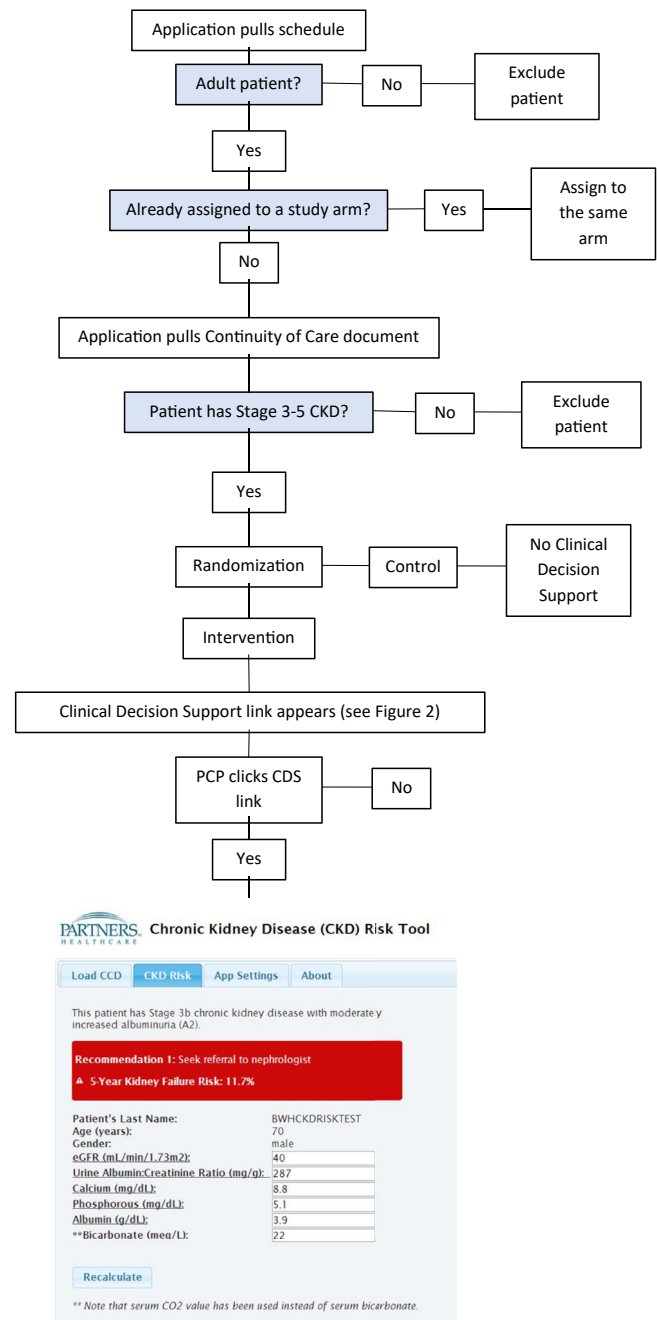 Application pulls schedule
Adult patient?
No
Exclude
patient
Yes
Already assigned to a study arm?
Yes
Assign to
the same
arm
No
Application pulls Continuity of Care document
Patient has Stage 3-5 CKD?
No
Exclude
patient
Yes
Randomization
Control
No Clinical
Decision
Support
Intervention
Clinical Decision Support link appears (see Figure 2)
PCP clicks CDS
link
No
Yes
PARTNERS. Chronic Kidney Disease (CKD) Risk Tool
HEALTHCARE
Load CCD CKD Risk App Settings About
This patient has Stage 3b chronic kidney disease with moderately
increased albuminuria (A2).
Recommendation 1: Seek referral to nephrologist
5-Year Kidney Failure Risk: 11.7%
Patient's Last Name: BWHCKDRISKTEST
Age (years): 70
Gender: male
eGFR (mL/min/1.73m2): 40
Urine Albumin:Creatinine Ratio (mg/g): 287
Calcium (mg/dL): 8.8
Phosphorous (mg/dL): 5.1
Albumin (g/dL): 3.9
**Bicarbonate (meq/L): 22
Recalculate
** Note that serum CO2 value has been used instead of serum bicarbonate.